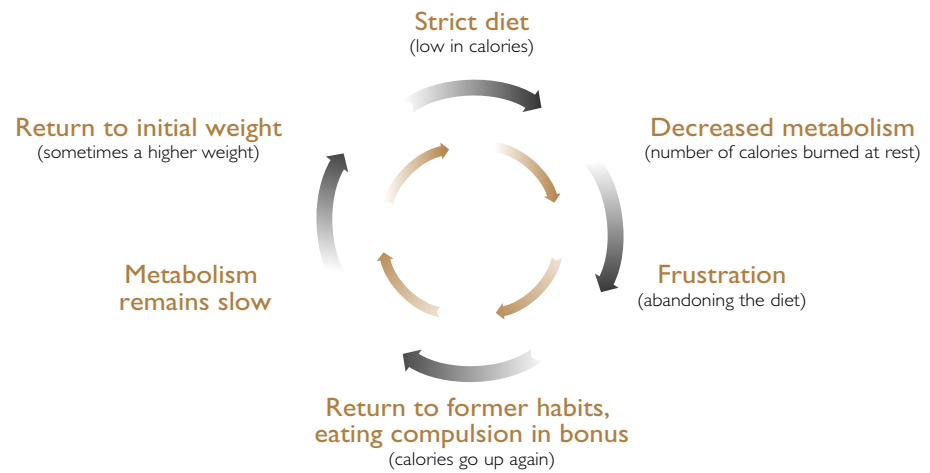 Strict diet
(low in calories)
Decreased metabolism
(number of calories burned at rest)
Frustration
(abandoning the diet)
Return to former habits,
eating compulsion in bonus
(calories go up again)
Metabolism
remains slow
Return to initial weight
(sometimes a higher weight)